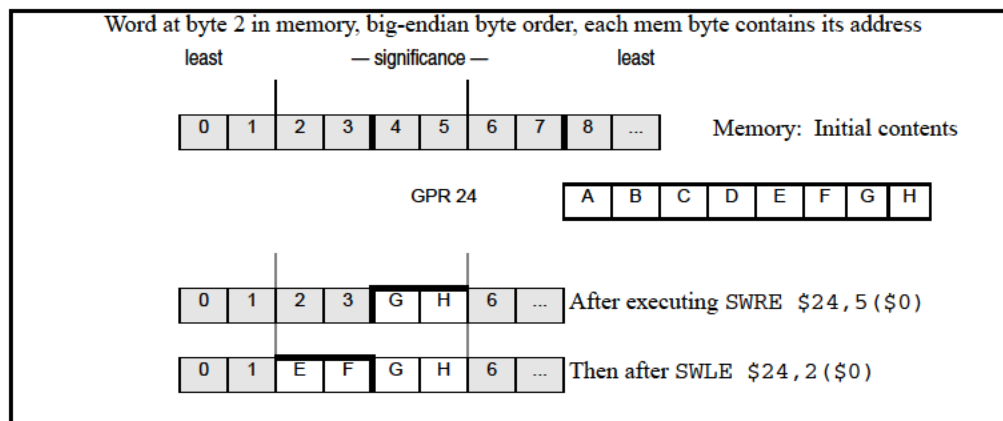 Word at byte 2 in memory, big-endian byte order, each mem byte contains its address
least — significance — least
0 1 2 3 4 5 6 7 8 ... Memory: Initial contents
GPR 24 A B C D E F G H
0 1 2 3 G H 6 ... After executing SWRE $24,5($0)
0 1 E F G H 6 ... Then after SWLE $24,2($0)